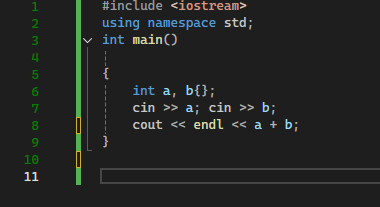 1 #include <iostream>
2 using namespace std;
3 int main()
4
5 {
6 int a, b{};
7 cin >> a; cin >> b;
8 cout << endl << a + b;
9 }
10
11